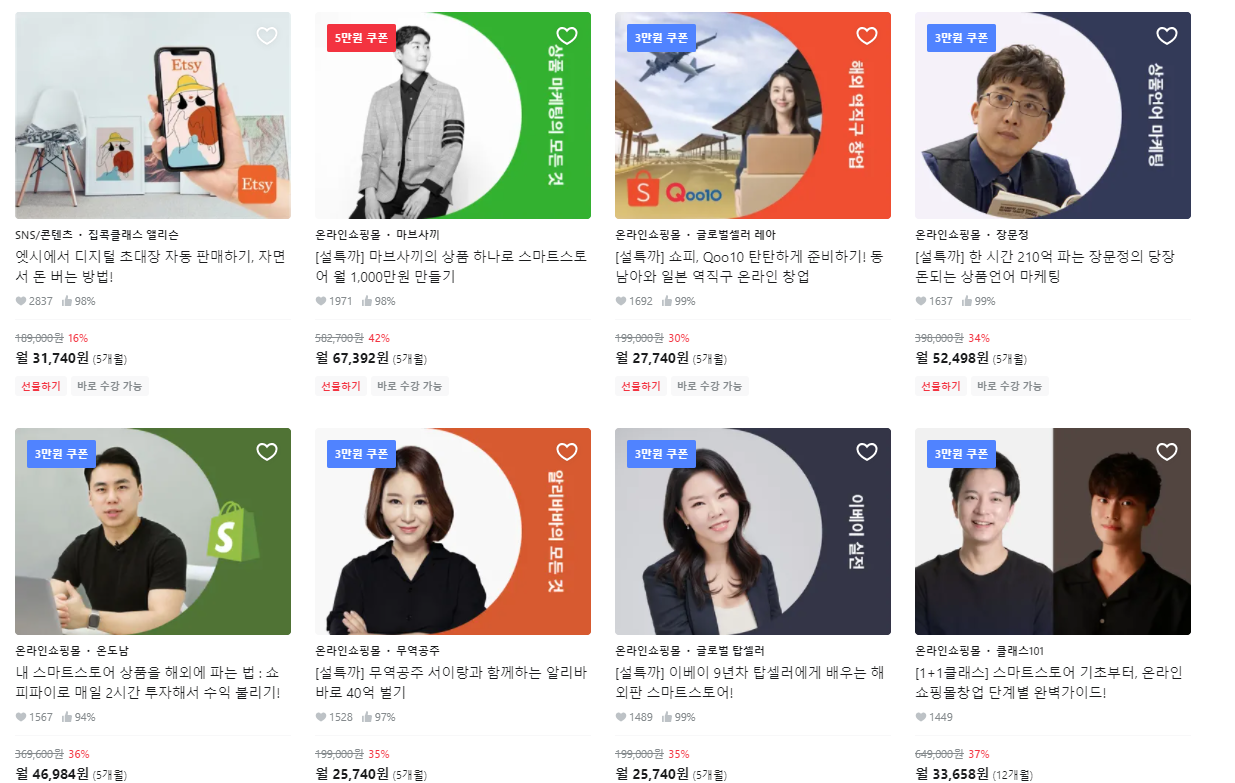 Etsy
Etsy
SNS/콘텐츠 · 집콕클래스 앨리슨
엣시에서 디지털 초대장 자동 판매하기, 자면
서 돈 버는 방법!
2837 98%
189,000원 16%
월 31,740원 (5개월)
선물하기 바로 수강 가능
5만원 쿠폰
상품 마케팅의 모든 것
온라인쇼핑몰 · 마브사끼
[설특까] 마브사끼의 상품 하나로 스마트스토
어 월 1,000만원 만들기
1971 98%
582,700원 42%
월 67,392원 (5개월)
선물하기 바로 수강 가능
3만원 쿠폰
해외 역직구 창업
S Qoo10
온라인쇼핑몰 · 글로벌셀러 레아
[설특까] 쇼피, Qoo10 탄탄하게 준비하기! 동
남아와 일본 역직구 온라인 창업
1692 99%
199,000원 30%
월 27,740원 (5개월)
선물하기 바로 수강 가능
3만원 쿠폰
상품언어 마케팅
온라인쇼핑몰 · 장문정
[설특까] 한 시간 210억 파는 장문정의 당장
돈되는 상품언어 마케팅
1637 99%
398,000원 34%
월 52,498원 (5개월)
선물하기 바로 수강 가능
3만원 쿠폰
S
온라인쇼핑몰 · 온도남
내 스마트스토어 상품을 해외에 파는 법 : 쇼
피파이로 매일 2시간 투자해서 수익 불리기!
1567 94%
369,600원 36%
월 46,984원 (5개월)
3만원 쿠폰
알리바바의 모든 것
온라인쇼핑몰 · 무역공주
[설특까] 무역공주 서이랑과 함께하는 알리바
바로 40억 벌기
1528 97%
199,000원 35%
월 25,740원 (5개월)
3만원 쿠폰
이베이 실전
온라인쇼핑몰 · 글로벌 탑셀러
[설특까] 이베이 9년차 탑셀러에게 배우는 해
외판 스마트스토어!
1489 99%
199,000원 35%
월 25,740원 (5개월)
3만원 쿠폰
온라인쇼핑몰 · 클래스101
[1+1클래스] 스마트스토어 기초부터, 온라인
쇼핑몰창업 단계별 완벽가이드!
1449
649,000원 37%
월 33,658원 (12개월)